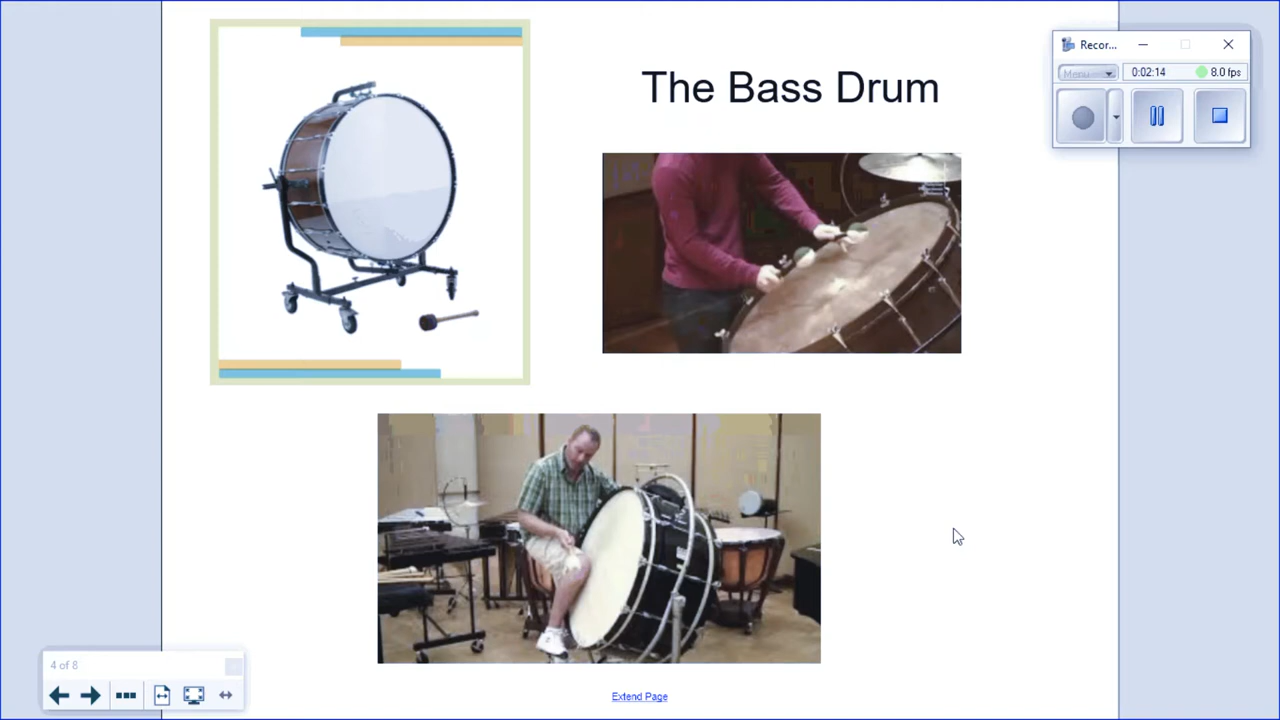 The Bass Drum
Recor...
Menu
0:02:14
8.0 fps
4 of 8
Extend Page